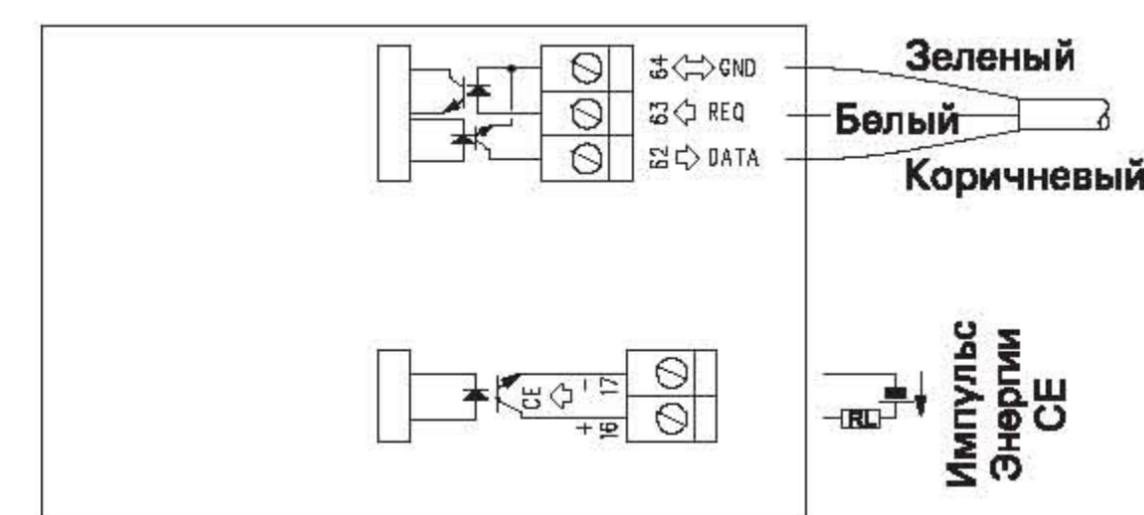 64 GND
Зеленый
63 REQ
Белый
62 DATA
Коричневый
CE
- 17
+ 16
RL
Импульс
Энергии
CE